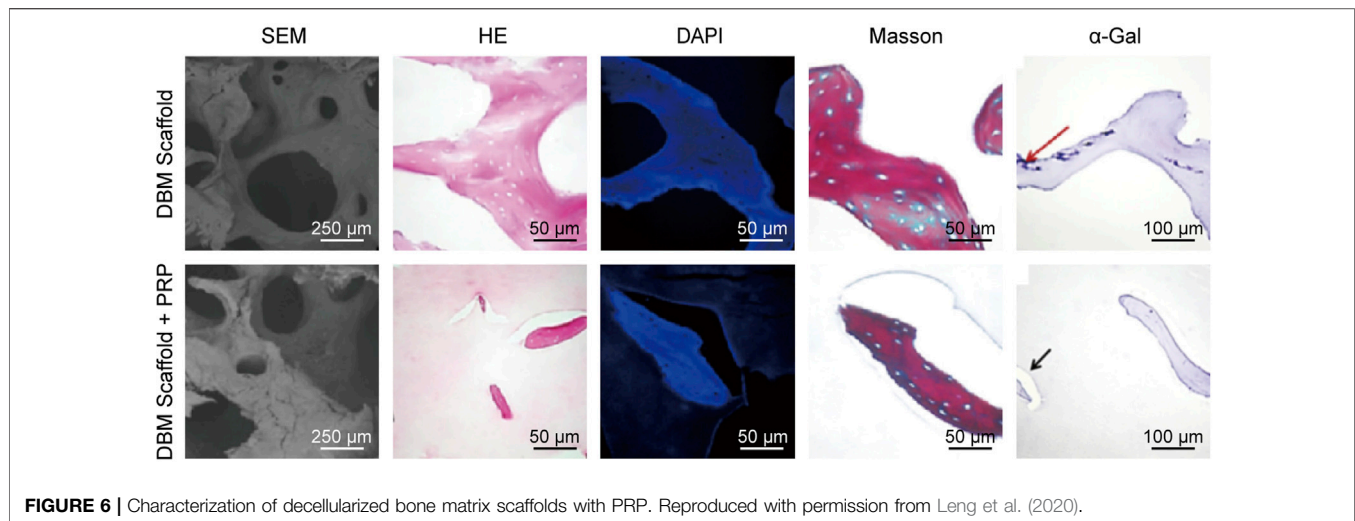 SEM HE DAPI Masson α-Gal
DBM Scaffold
250 μm 50 μm 50 μm 50 μm 100 μm
DBM Scaffold + PRP
250 μm 50 μm 50 μm 50 μm 100 μm
FIGURE 6 | Characterization of decellularized bone matrix scaffolds with PRP. Reproduced with permission from Leng et al. (2020).